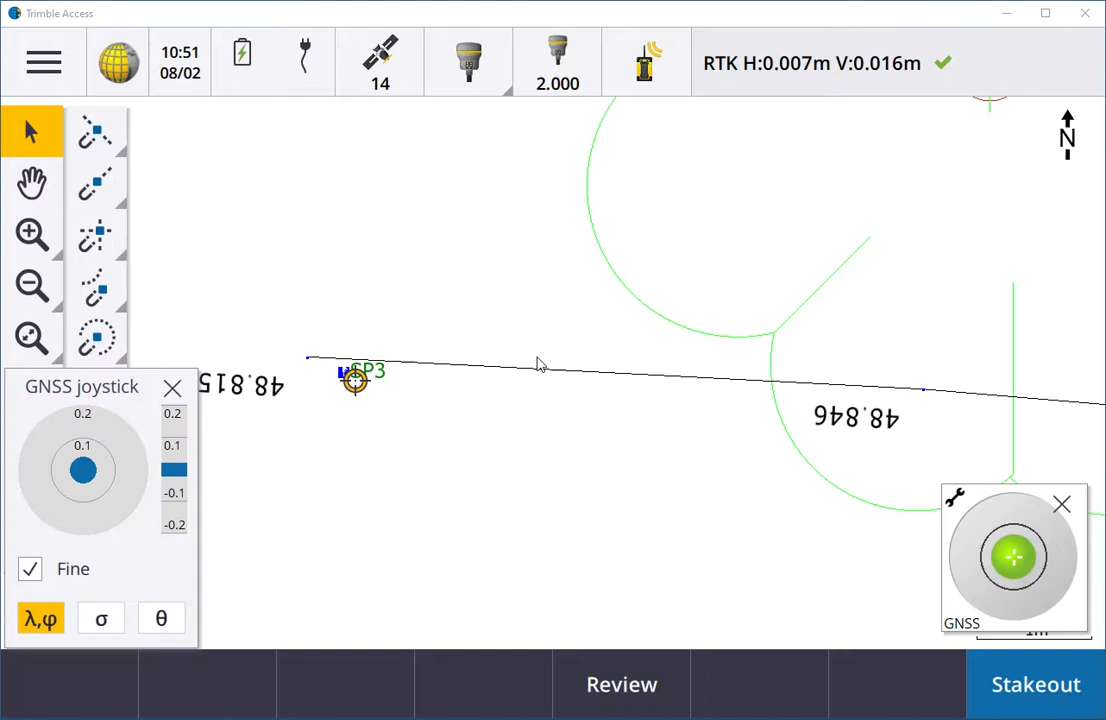 Trimble Access
10:51
08/02
14
2.000
RTK H:0.007m V:0.016m
N
SP3
48.815
48.846
GNSS joystick
0.2
0.1
0.2
0.1
-0.1
-0.2
Fine
λ,φ
σ
θ
GNSS
1m
Review
Stakeout